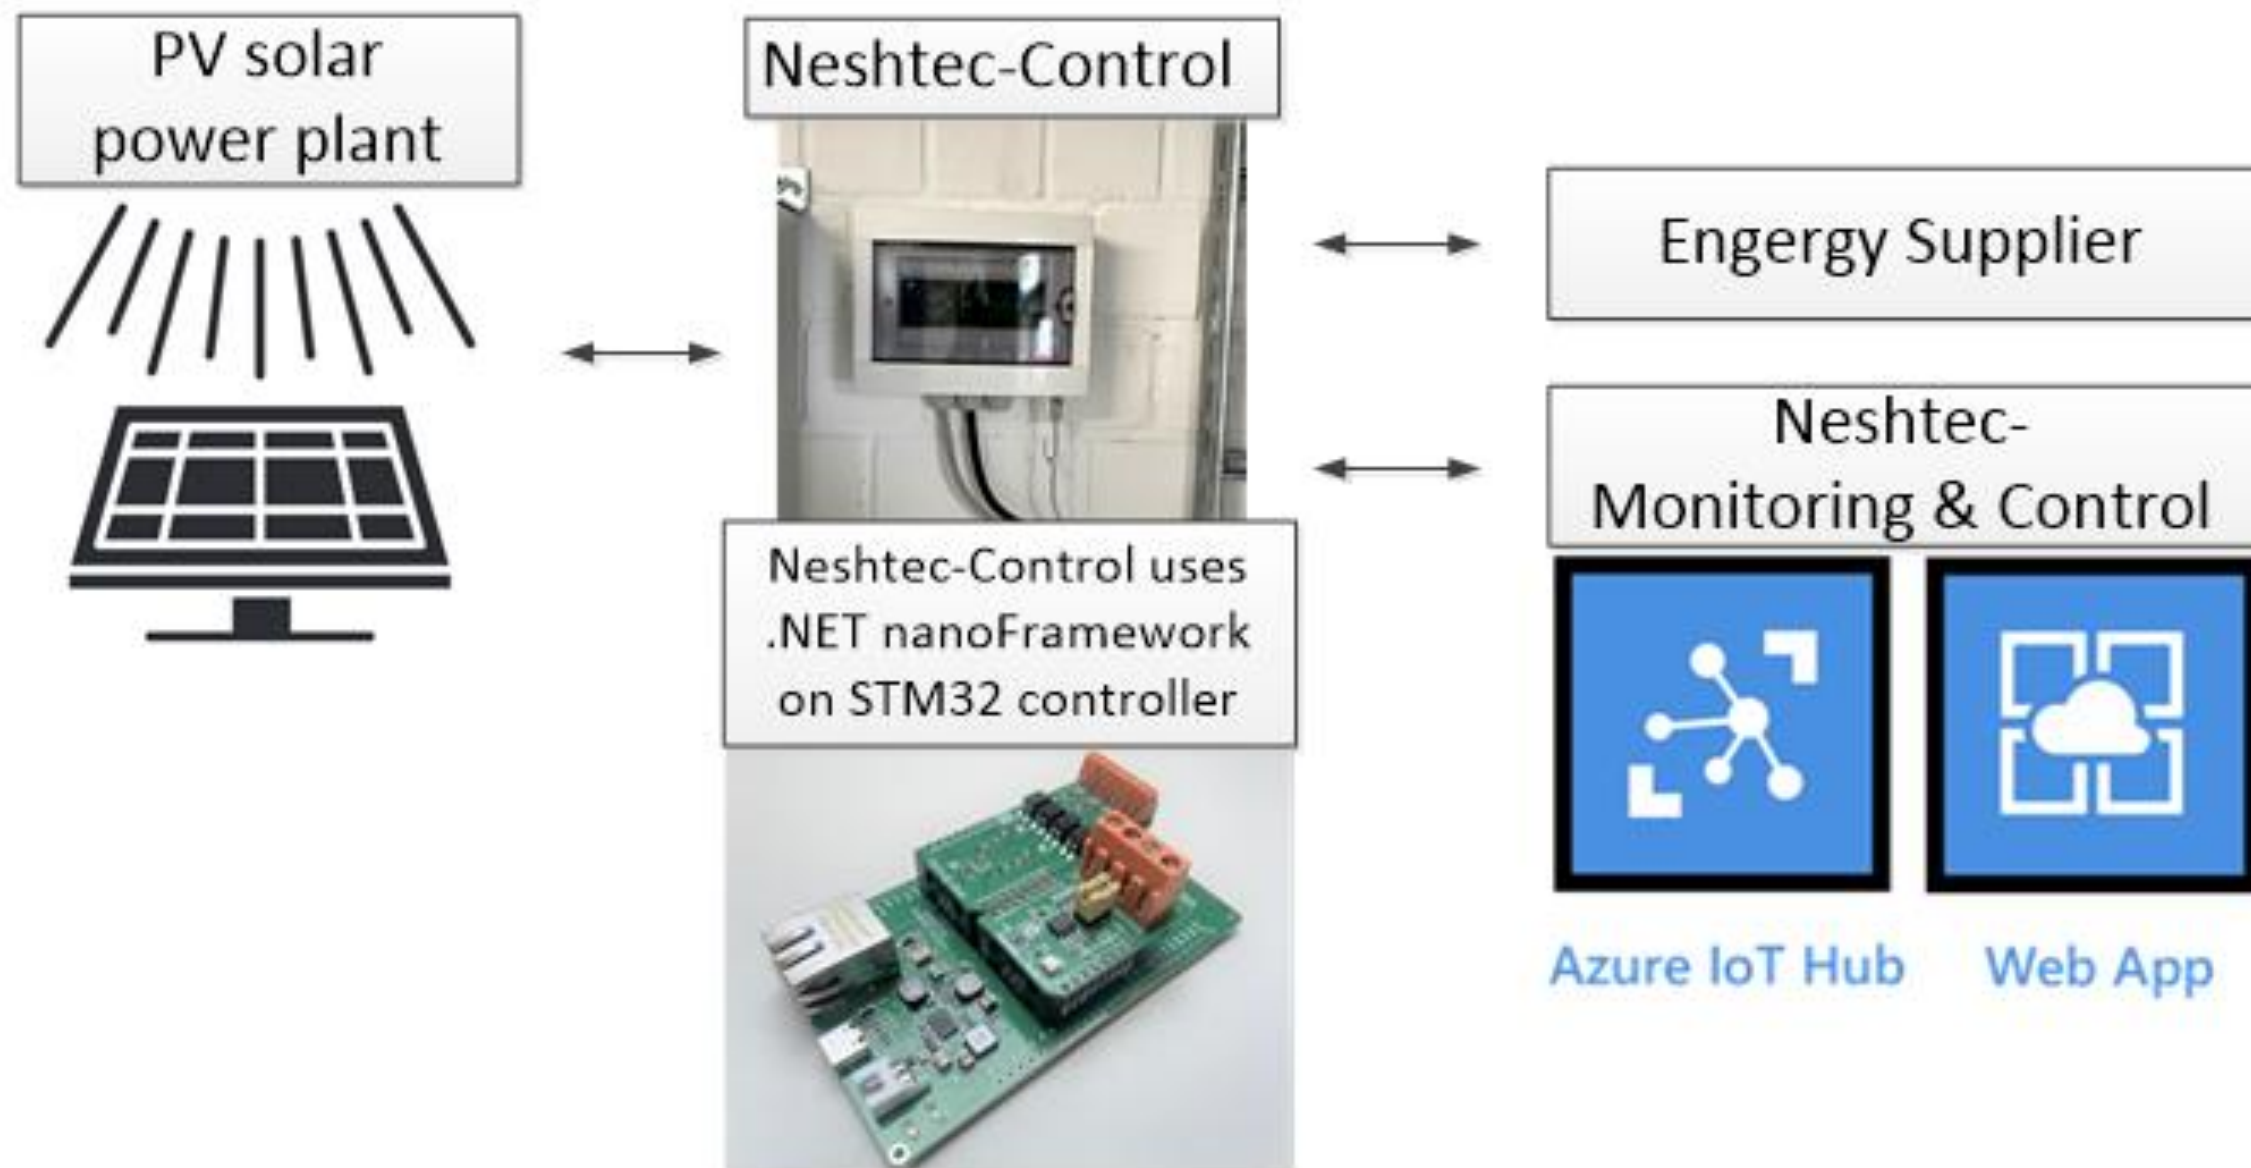 PV solar
power plant
Neshtec-Control
Neshtec-Control uses
.NET nanoFramework
on STM32 controller
Engergy Supplier
Neshtec-
Monitoring & Control
Azure IoT Hub
Web App